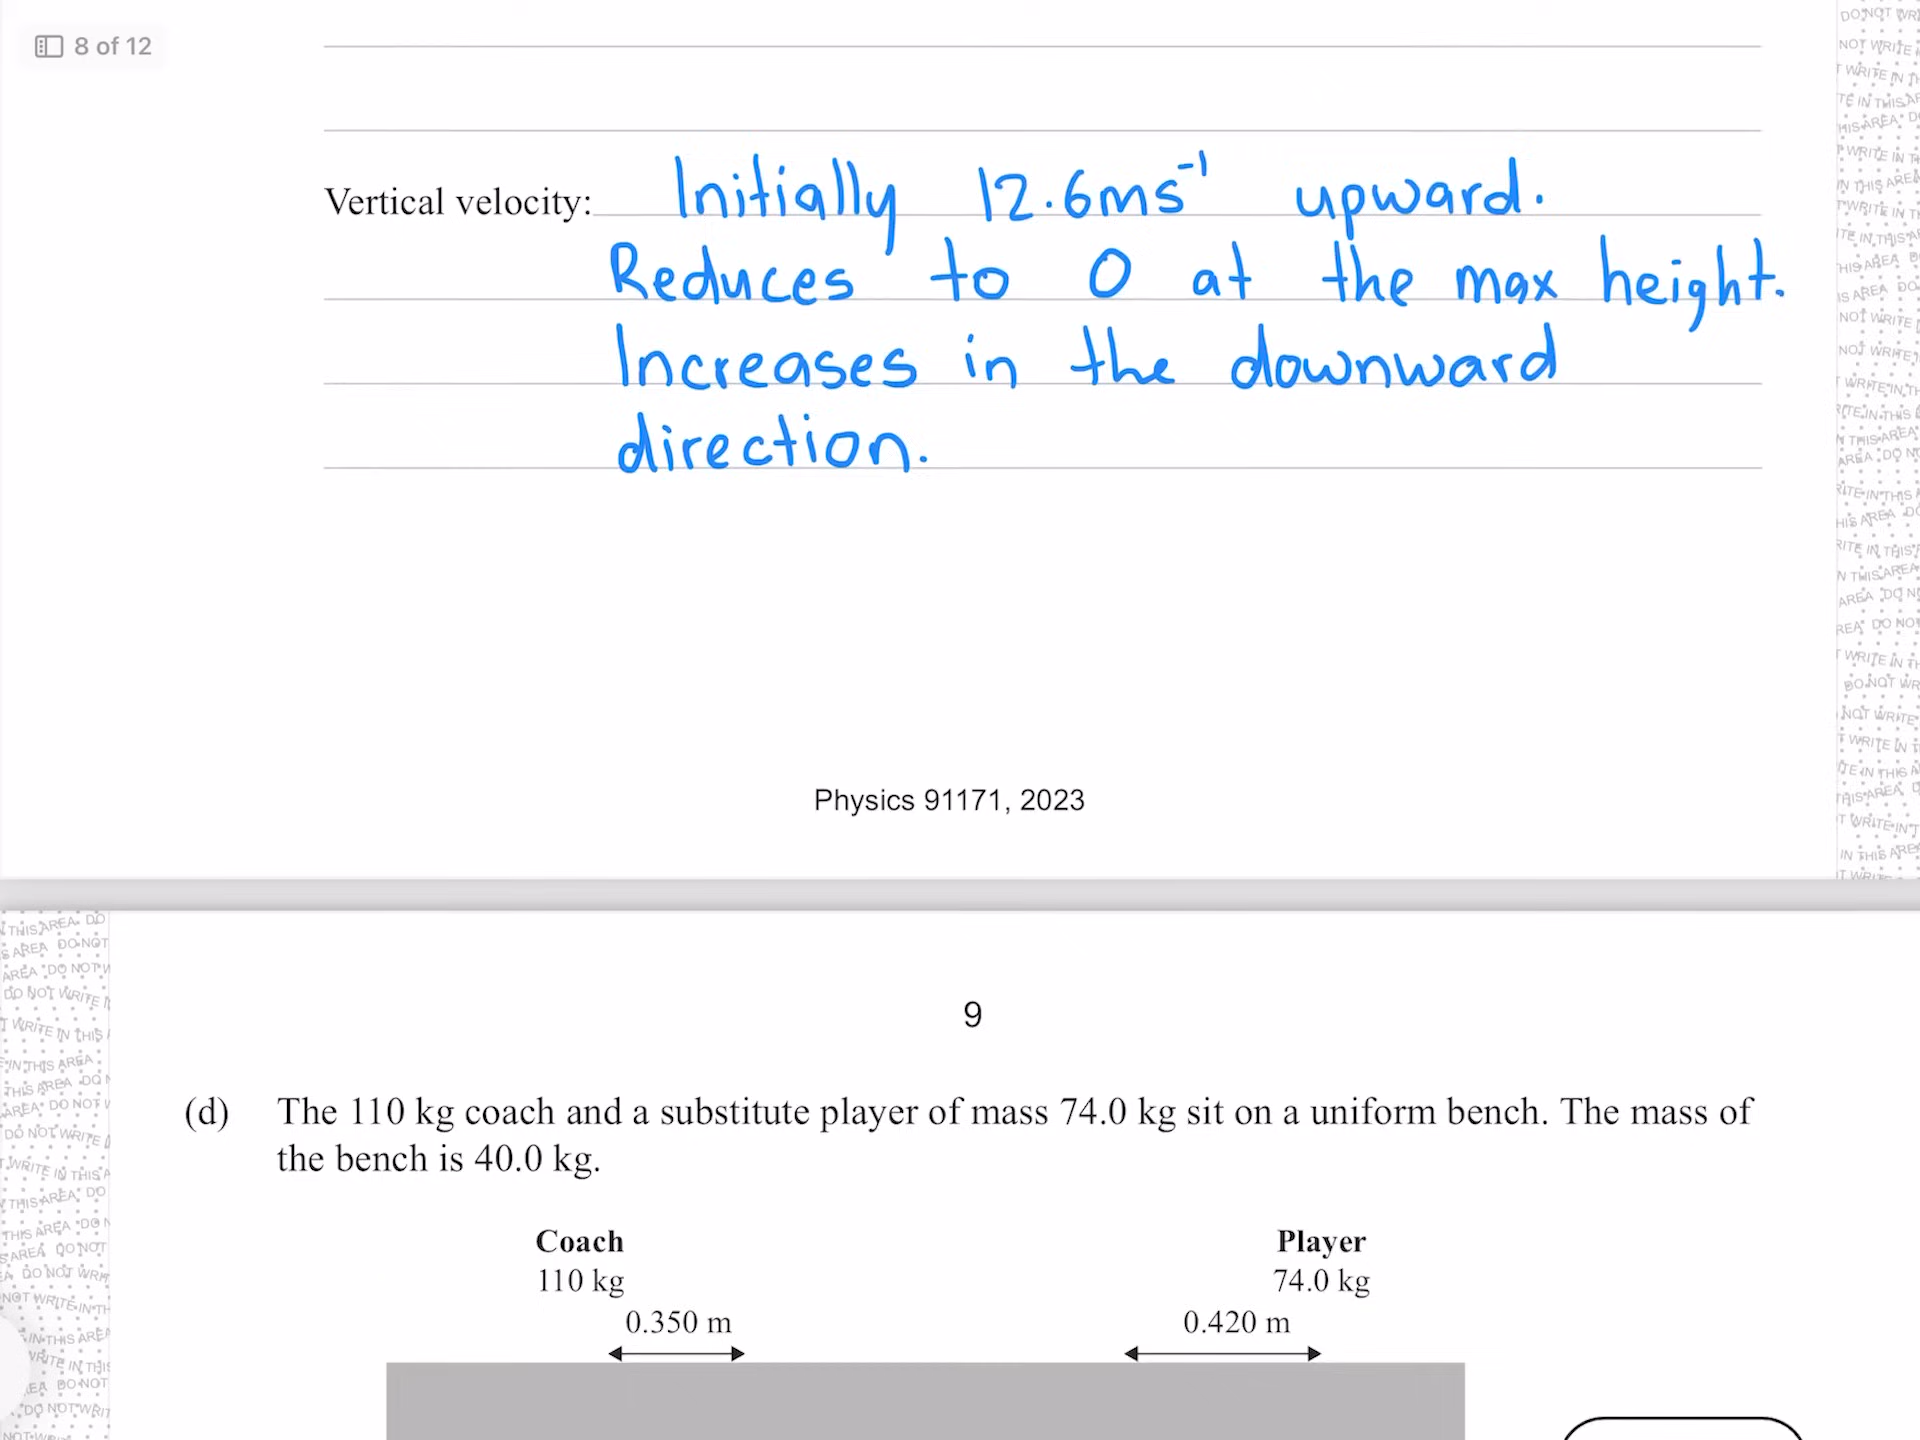 8 of 12
Vertical velocity: Initially 12.6ms⁻¹ upward.
Reduces to 0 at the max height.
Increases in the downward
direction.
Physics 91171, 2023
9
(d) The 110 kg coach and a substitute player of mass 74.0 kg sit on a uniform bench. The mass of
the bench is 40.0 kg.
Coach Player
110 kg 74.0 kg
0.350 m 0.420 m